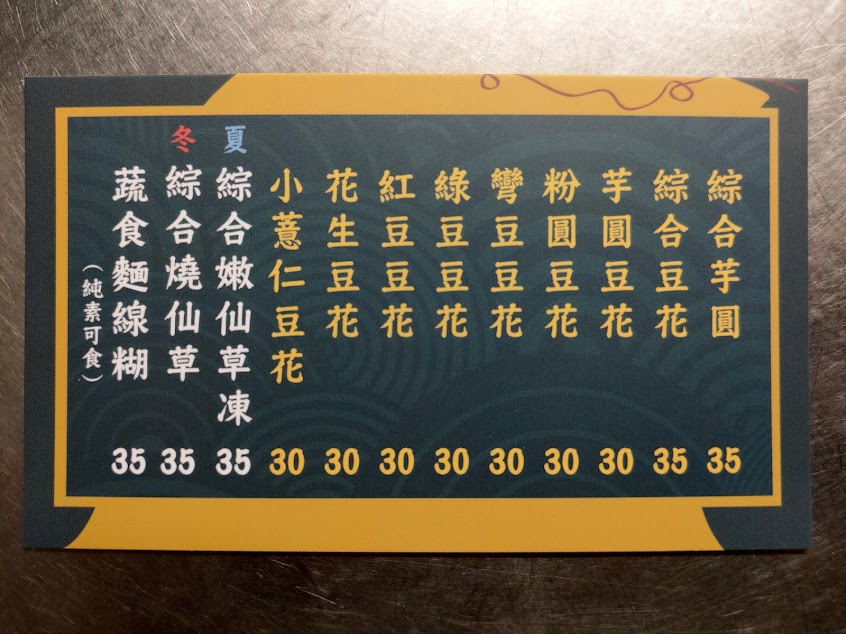 綜合芋圓 35
綜合豆花 35
芋圓豆花 30
粉圓豆花 30
彎豆豆花 30
綠豆豆花 30
紅豆豆花 30
花生豆花 30
小薏仁豆花 30
夏 綜合嫩仙草凍 35
冬 綜合燒仙草 35
蔬食麵線糊 35
(純素可食)